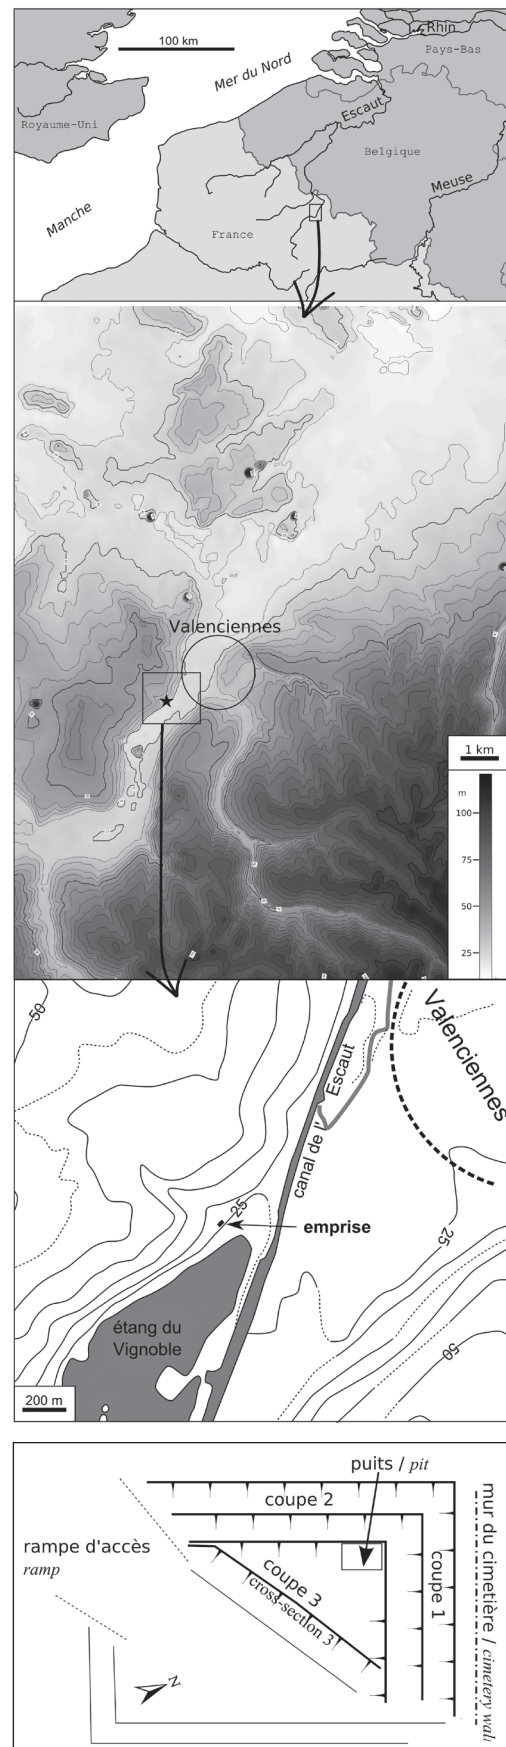 100 km
Rhin
Pays-Bas
Mer du Nord
Royaume-Uni
Escaut
Belgique
Manche
Meuse
France
Valenciennes
1 km
m
100
75
50
25
50
Valenciennes
Escaut
canal de l'
25
emprise
25
étang du
Vignoble
50
200 m
puits / pit
coupe 2
rampe d'accès
ramp
coupe 3
cross-section 3
coupe 1
mur du cimetière / cimetery wall
N